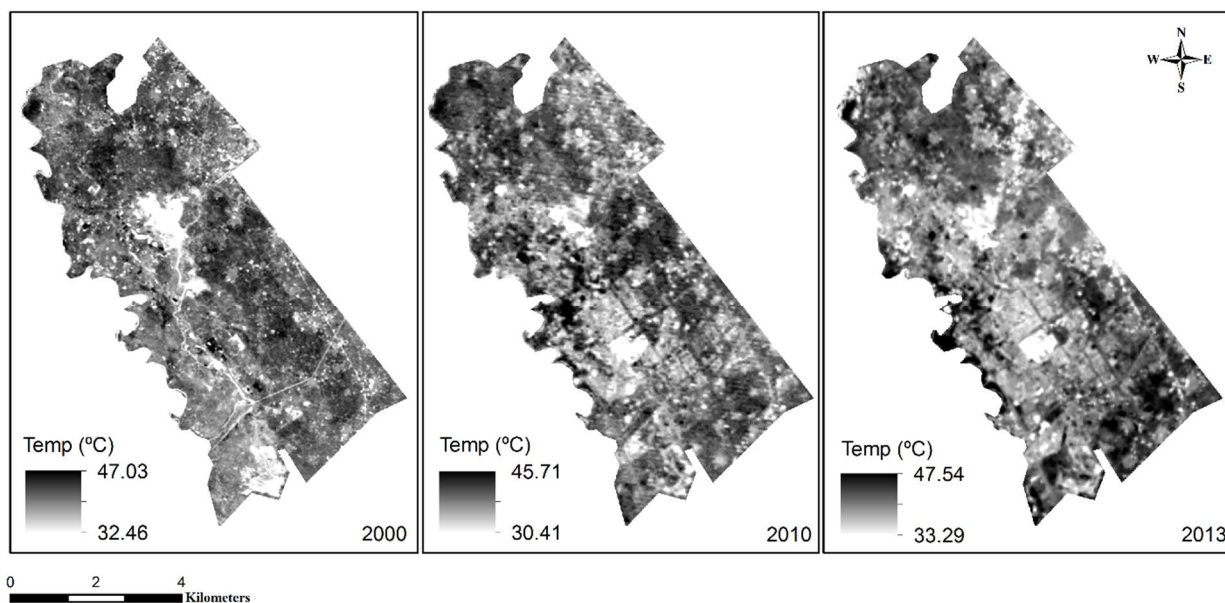 N
W E
S
Temp (ºC)
47.03
32.46
2000
Temp (ºC)
45.71
30.41
2010
Temp (ºC)
47.54
33.29
2013
0 2 4
Kilometers